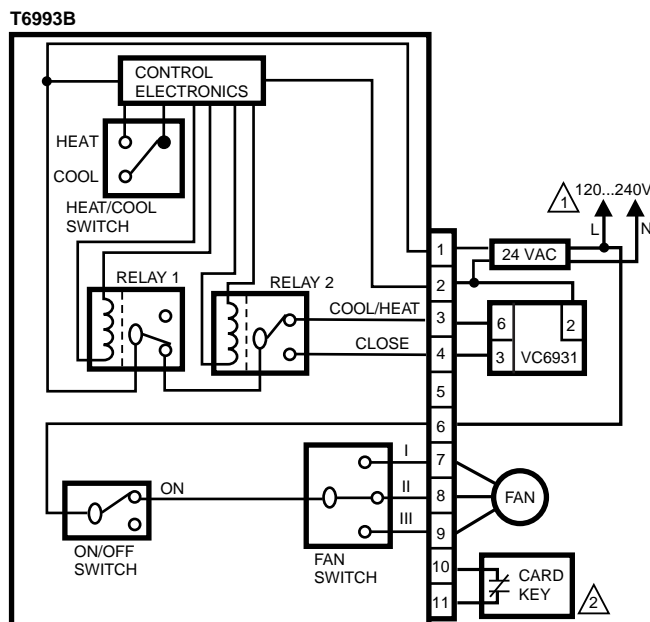 T6993B
CONTROL
ELECTRONICS
HEAT
COOL
HEAT/COOL
SWITCH
RELAY 1
RELAY 2
COOL/HEAT
CLOSE
1
2
3
4
5
6
7
8
9
10
11
1
120...240V
L
N
24 VAC
6
2
3
VC6931
I
II
III
ON
ON/OFF
SWITCH
FAN
SWITCH
FAN
CARD
KEY
2